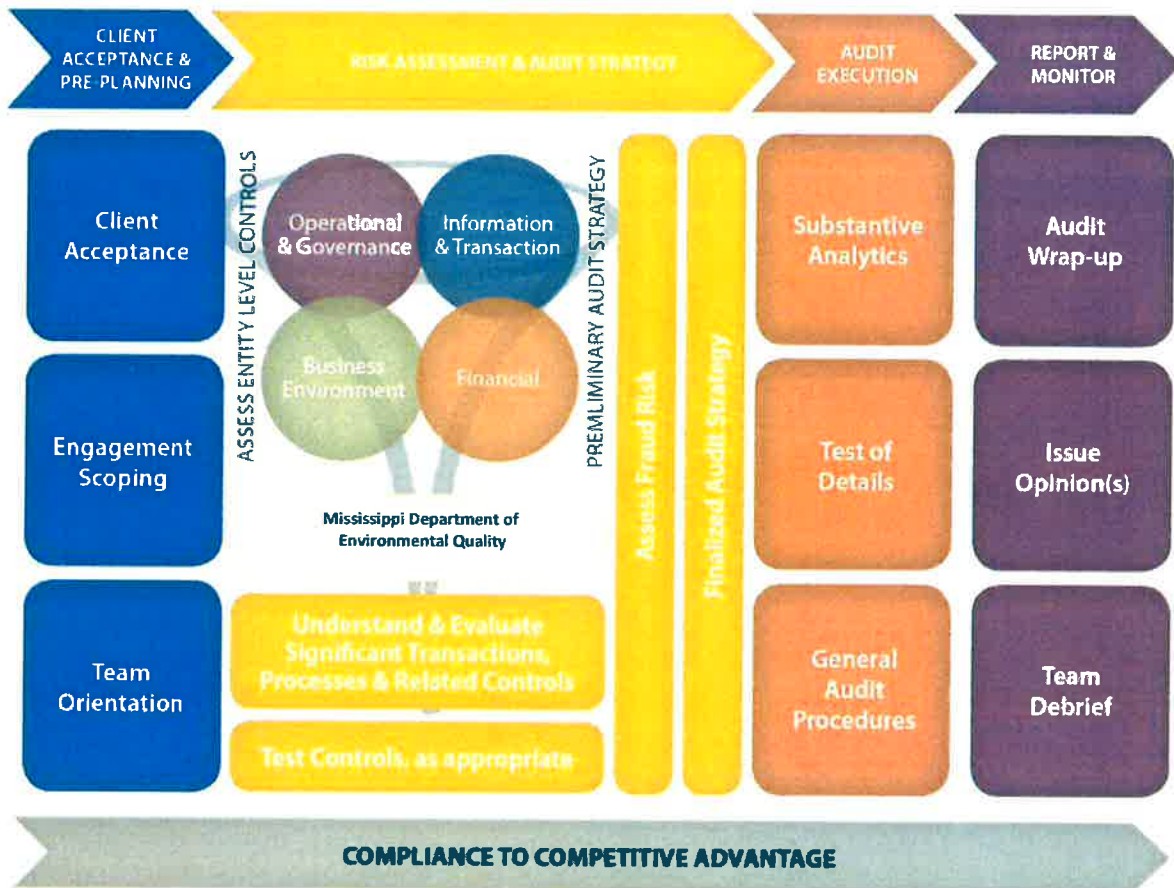 CLIENT
ACCEPTANCE &
PRE-PLANNING
RISK ASSESSMENT & AUDIT STRATEGY
AUDIT
EXECUTION
REPORT &
MONITOR
Client
Acceptance
Engagement
Scoping
Team
Orientation
ASSESS ENTITY LEVEL CONTROLS
Operational
& Governance
Information
& Transaction
Business
Environment
Financial
PREMLIMINARY AUDIT STRATEGY
Mississippi Department of
Environmental Quality
Understand & Evaluate
Significant Transactions,
Processes & Related Controls
Test Controls, as appropriate
Assess Fraud Risk
Finalized Audit Strategy
Substantive
Analytics
Test of
Details
General
Audit
Procedures
Audit
Wrap-up
Issue
Opinion(s)
Team
Debrief
COMPLIANCE TO COMPETITIVE ADVANTAGE